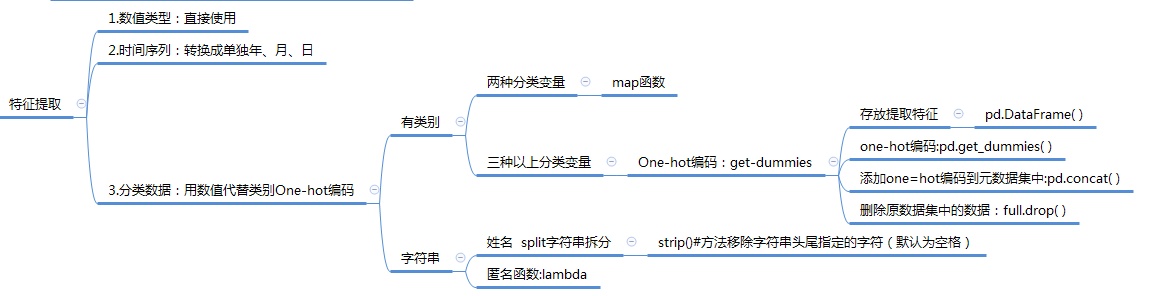 特征提取
1.数值类型：直接使用
2.时间序列：转换成单独年、月、日
3.分类数据：用数值代替类别One-hot编码
有类别
两种分类变量
map函数
三种以上分类变量
One-hot编码：get-dummies
存放提取特征
pd.DataFrame( )
one-hot编码:pd.get_dummies( )
添加one=hot编码到元数据集中:pd.concat( )
删除原数据集中的数据：full.drop( )
字符串
姓名  split字符串拆分
strip()#方法移除字符串头尾指定的字符（默认为空格）
匿名函数:lambda